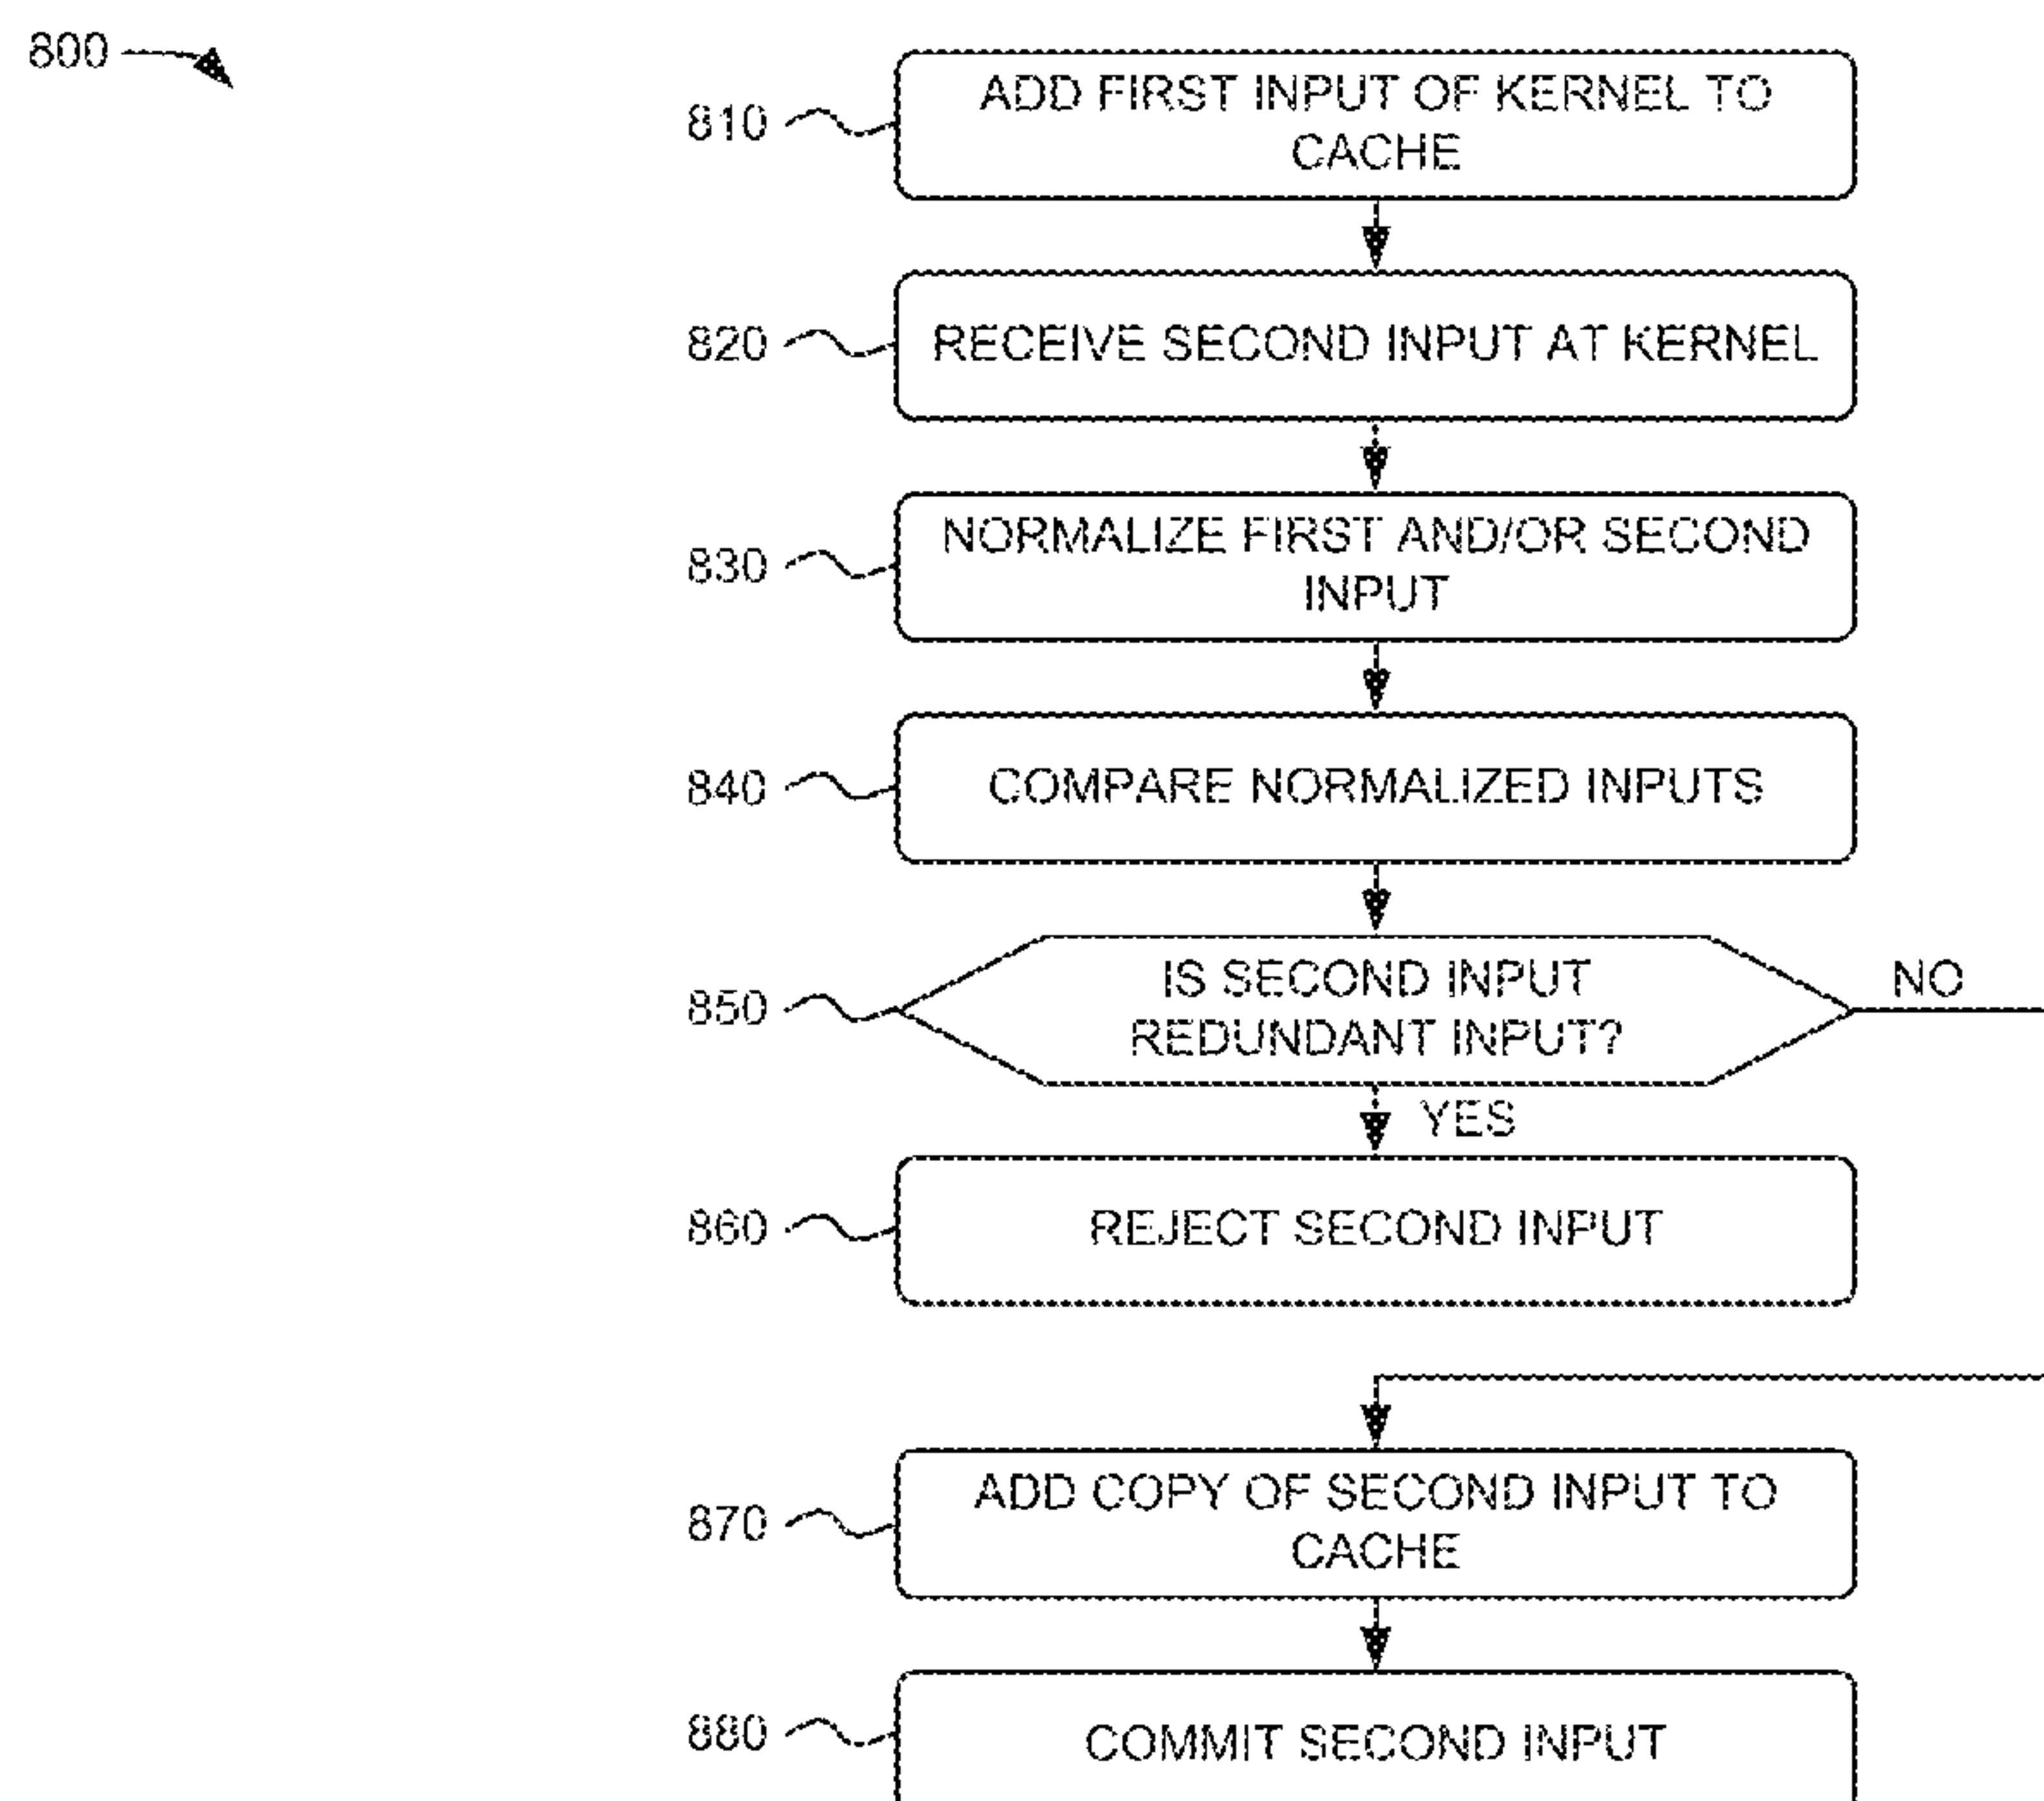 800
810
ADD FIRST INPUT OF KERNEL TO
CACHE
820
RECEIVE SECOND INPUT AT KERNEL
830
NORMALIZE FIRST AND/OR SECOND
INPUT
840
COMPARE NORMALIZED INPUTS
850
IS SECOND INPUT
REDUNDANT INPUT?
NO
YES
860
REJECT SECOND INPUT
870
ADD COPY OF SECOND INPUT TO
CACHE
880
COMMIT SECOND INPUT